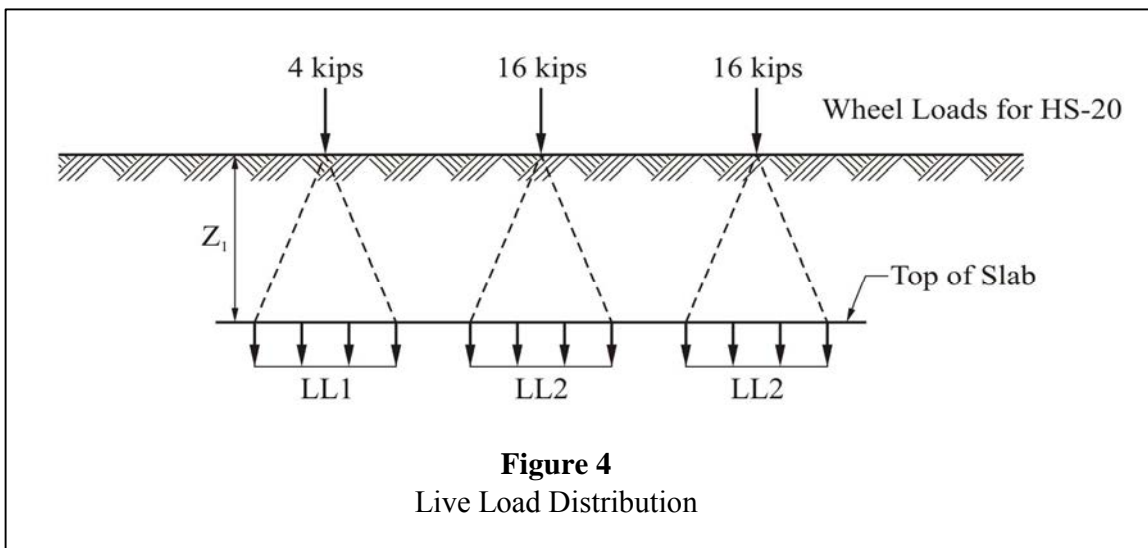 4 kips 16 kips 16 kips
Wheel Loads for HS-20
Z₁
Top of Slab
LL1 LL2 LL2
Figure 4
Live Load Distribution